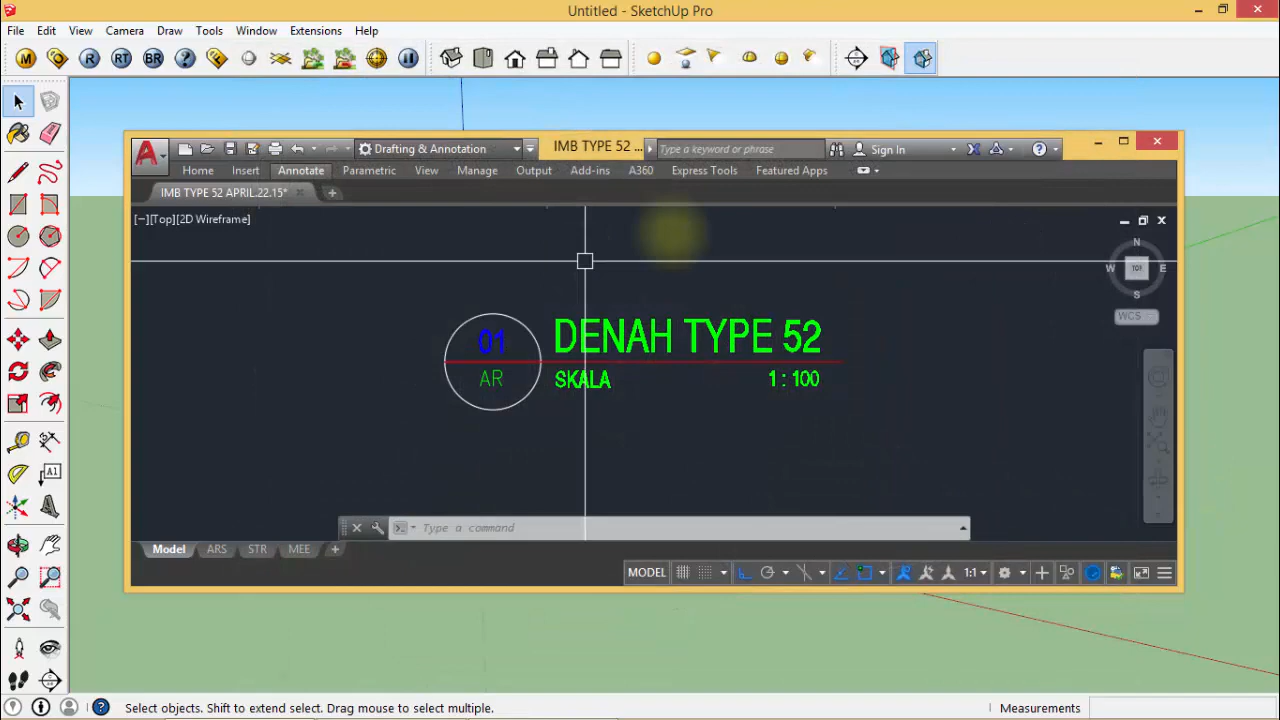 Untitled - SketchUp Pro
File Edit View Camera Draw Tools Window Extensions Help
M R RT BR
Drafting & Annotation
IMB TYPE 52 ...
Type a keyword or phrase
Sign In
Home Insert Annotate Parametric View Manage Output Add-ins A360 Express Tools Featured Apps
IMB TYPE 52 APRIL.22.15*
[−][Top][2D Wireframe]
N
W TOP E
S
WCS
01 DENAH TYPE 52
AR SKALA 1 : 100
A1
Type a command
Model ARS STR MEE
MODEL 1:1
Select objects. Shift to extend select. Drag mouse to select multiple. Measurements